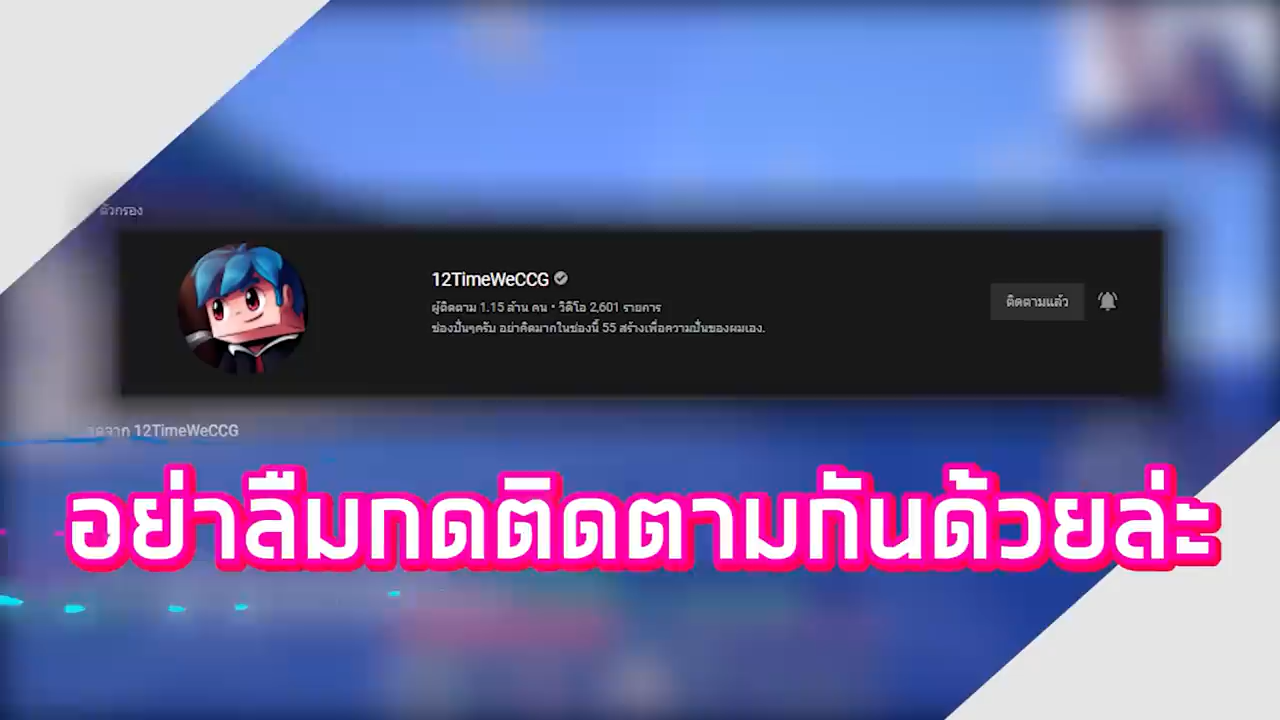 ตัวกรอง
12TimeWeCCG
ผู้ติดตาม 1.15 ล้าน คน • วิดีโอ 2,601 รายการ
ช่องปั่นๆครับ อย่าคิดมากในช่องนี้ 55 สร้างเพื่อความปั่นของผมเอง.
ติดตามแล้ว
จาก 12TimeWeCCG
อย่าลืมกดติดตามกันด้วยล่ะ